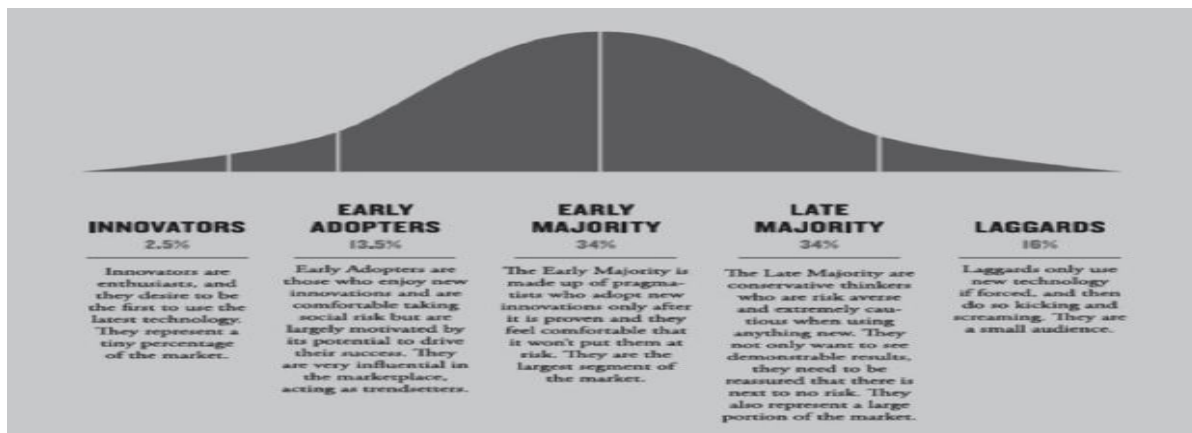 INNOVATORS
2.5%
Innovators are
enthusiasts, and
they desire to be
the first to use the
latest technology.
They represent a
tiny percentage
of the market.
EARLY
ADOPTERS
13.5%
Early Adopters are
those who enjoy new
innovations and are
comfortable taking
social risk but are
largely motivated by
its potential to drive
their success. They
are very influential in
the marketplace,
acting as trendsetters.
EARLY
MAJORITY
34%
The Early Majority is
made up of pragma-
tists who adopt new
innovations only after
it is proven and they
feel comfortable that
it won't put them at
risk. They are the
largest segment of
the market.
LATE
MAJORITY
34%
The Late Majority are
conservative thinkers
who are risk averse
and extremely cau-
tious when using
anything new. They
not only want to see
demonstrable results,
they need to be
reassured that there is
next to no risk. They
also represent a large
portion of the market.
LAGGARDS
16%
Laggards only use
new technology
if forced, and then
do so kicking and
screaming. They are
a small audience.